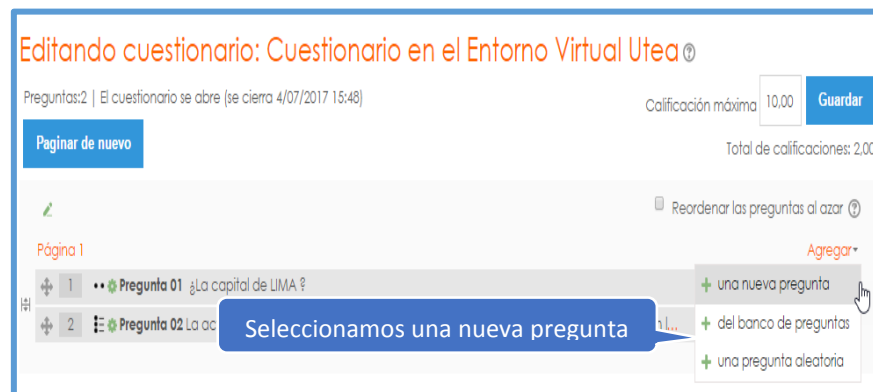 Editando cuestionario: Cuestionario en el Entorno Virtual Utea
Preguntas:2 | El cuestionario se abre (se cierra 4/07/2017 15:48)
Calificación máxima 10,00 Guardar
Paginar de nuevo
Total de calificaciones: 2,00
Reordenar las preguntas al azar
Página 1
Agregar
1 Pregunta 01 ¿La capital de LIMA ?
+ una nueva pregunta
2 Pregunta 02 La ac
Seleccionamos una nueva pregunta
+ del banco de preguntas
+ una pregunta aleatoria